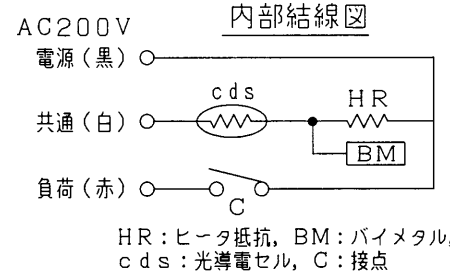 内部結線図
AC200V
電源（黒）
cds
HR
共通（白）
BM
負荷（赤）
C
HR：ヒータ抵抗，BM：バイメタル，
cds：光導電セル，C：接点